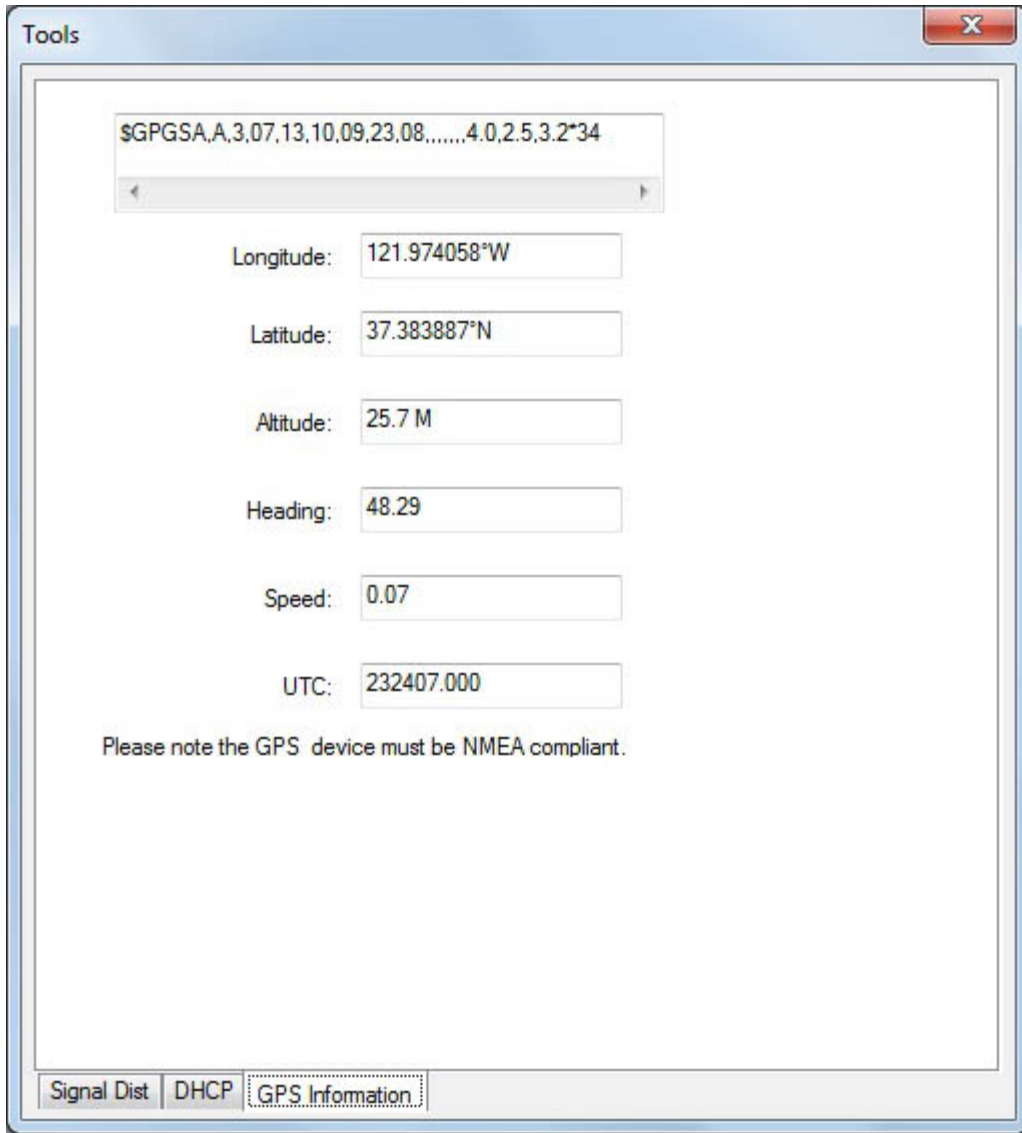 Tools
$GPGSA,A,3,07,13,10,09,23,08,,,,,,,4.0,2.5,3.2*34
Longitude: 121.974058°W
Latitude: 37.383887°N
Altitude: 25.7 M
Heading: 48.29
Speed: 0.07
UTC: 232407.000
Please note the GPS device must be NMEA compliant.
Signal Dist DHCP GPS Information